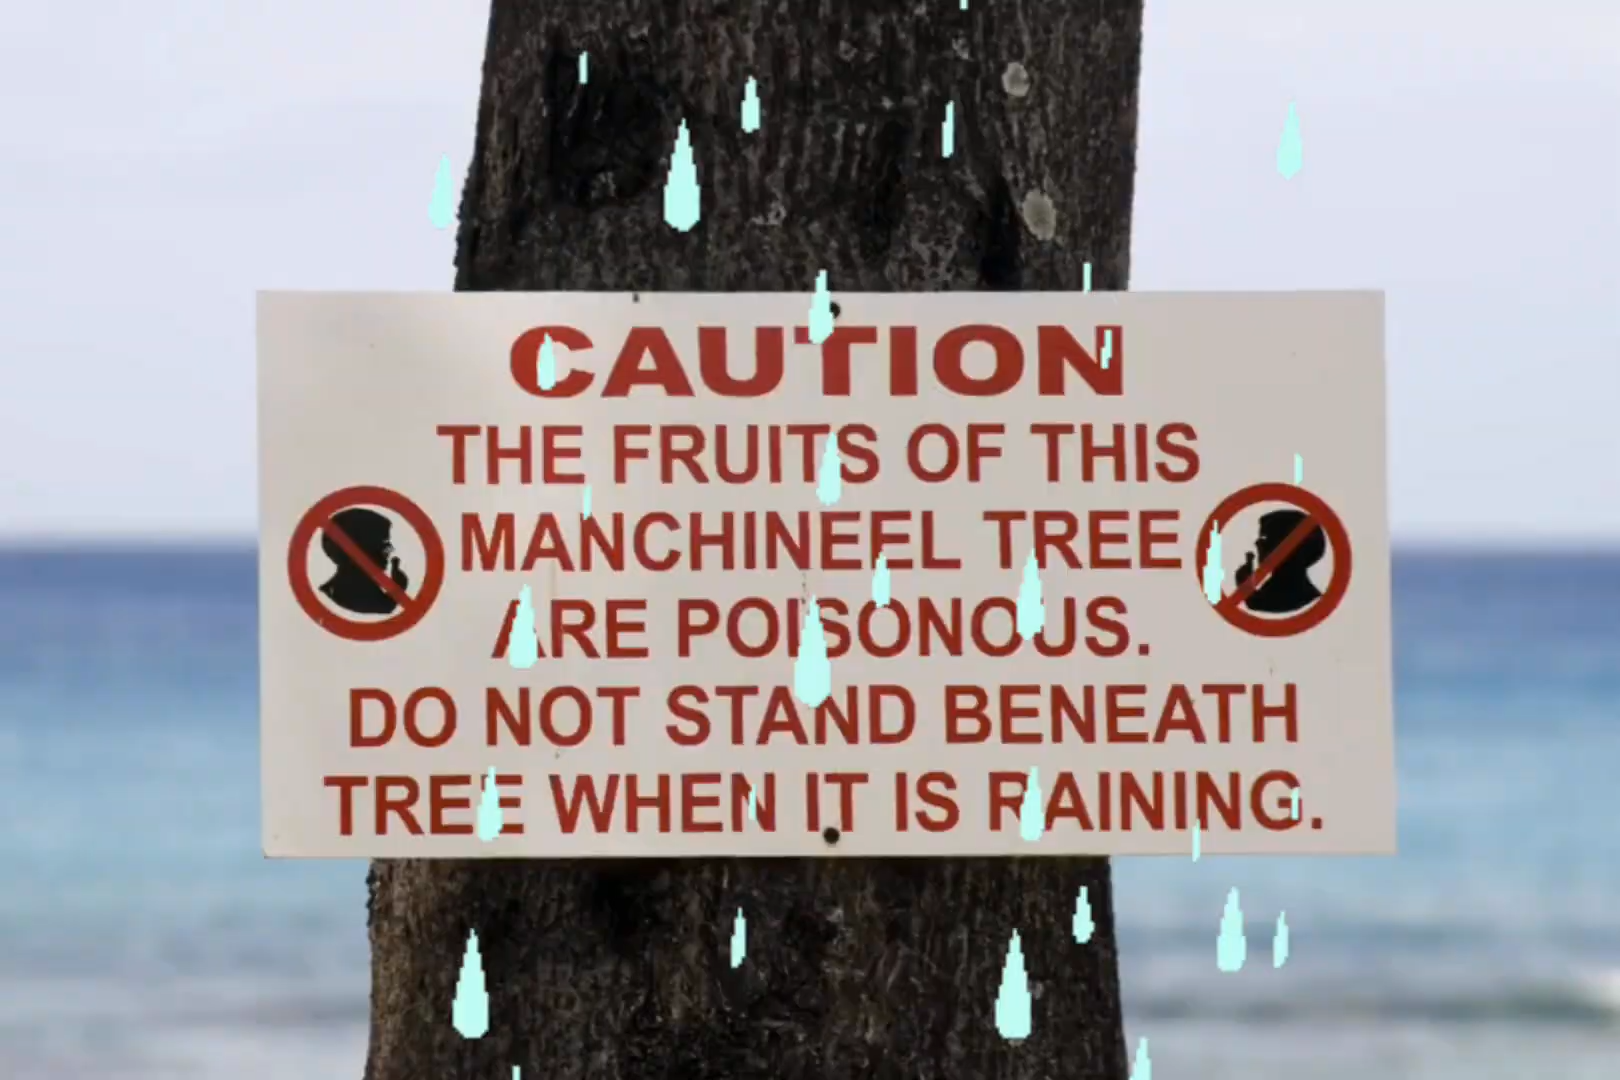 CAUTION
THE FRUITS OF THIS
MANCHINEEL TREE
ARE POISONOUS.
DO NOT STAND BENEATH
TREE WHEN IT IS RAINING.